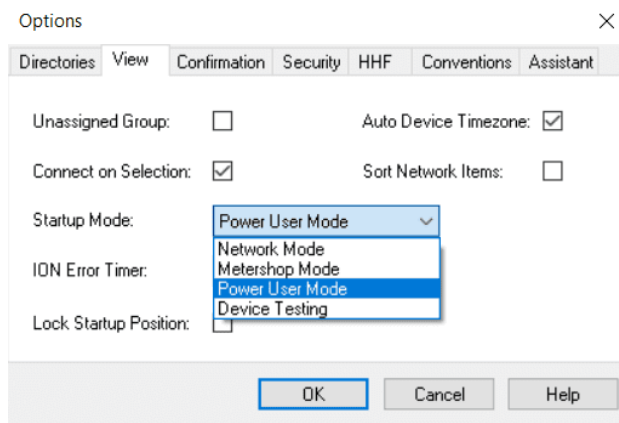 Options
Directories View Confirmation Security HHF Conventions Assistant
Unassigned Group: Auto Device Timezone:
Connect on Selection: Sort Network Items:
Startup Mode: Power User Mode
Network Mode
ION Error Timer: Metershop Mode
Power User Mode
Device Testing
Lock Startup Position:
OK Cancel Help